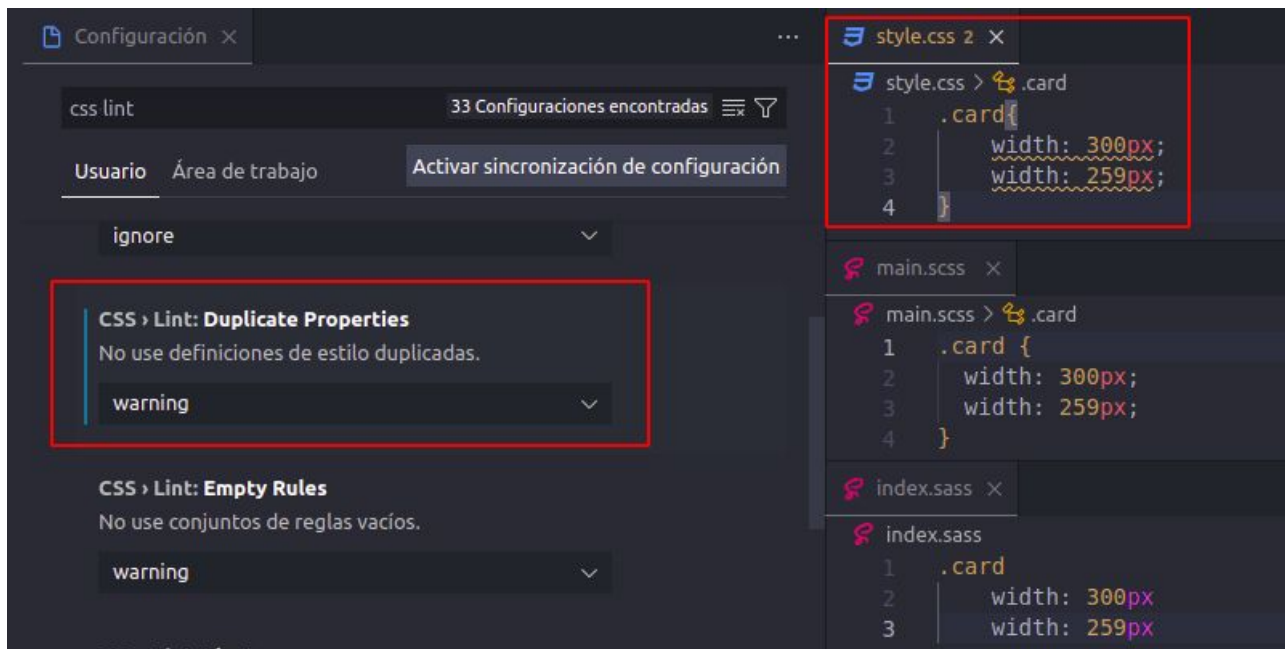 Configuración
css lint
33 Configuraciones encontradas
Usuario Área de trabajo
Activar sincronización de configuración
ignore
CSS › Lint: Duplicate Properties
No use definiciones de estilo duplicadas.
warning
CSS › Lint: Empty Rules
No use conjuntos de reglas vacíos.
warning
style.css 2
style.css > .card
1 .card{
2 width: 300px;
3 width: 259px;
4 }
main.scss
main.scss > .card
1 .card {
2 width: 300px;
3 width: 259px;
4 }
index.sass
index.sass
1 .card
2 width: 300px
3 width: 259px